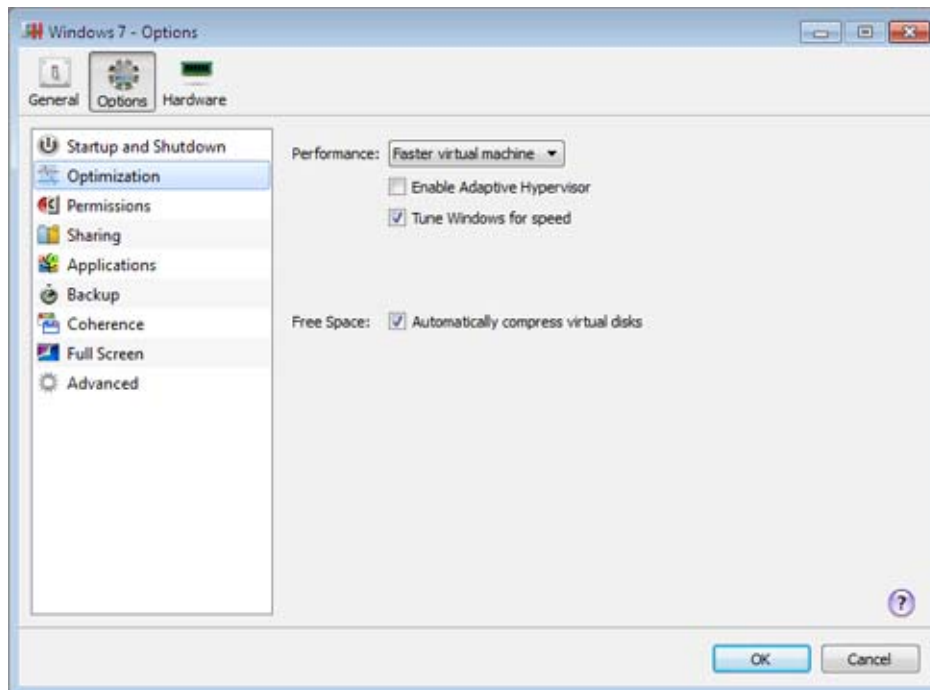 Windows 7 - Options
General
Options
Hardware
Startup and Shutdown
Optimization
Permissions
Sharing
Applications
Backup
Coherence
Full Screen
Advanced
Performance: Faster virtual machine
Enable Adaptive Hypervisor
Tune Windows for speed
Free Space: Automatically compress virtual disks
?
OK
Cancel